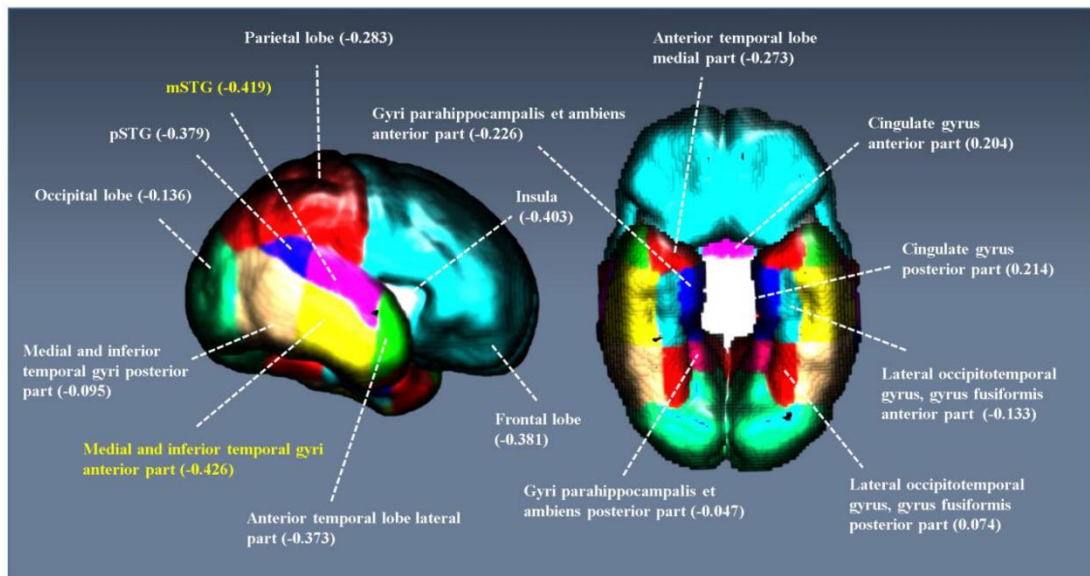 Parietal lobe (-0.283)
mSTG (-0.419)
pSTG (-0.379)
Occipital lobe (-0.136)
Insula
(-0.403)
Medial and inferior
temporal gyri posterior
part (-0.095)
Medial and inferior temporal gyri
anterior part (-0.426)
Anterior temporal lobe lateral
part (-0.373)
Frontal lobe
(-0.381)
Anterior temporal lobe
medial part (-0.273)
Gyri parahippocampalis et ambiens
anterior part (-0.226)
Cingulate gyrus
anterior part (0.204)
Cingulate gyrus
posterior part (0.214)
Lateral occipitotemporal
gyrus, gyrus fusiformis
anterior part  (-0.133)
Gyri parahippocampalis et
ambiens posterior part (-0.047)
Lateral occipitotemporal
gyrus, gyrus fusiformis
posterior part (0.074)